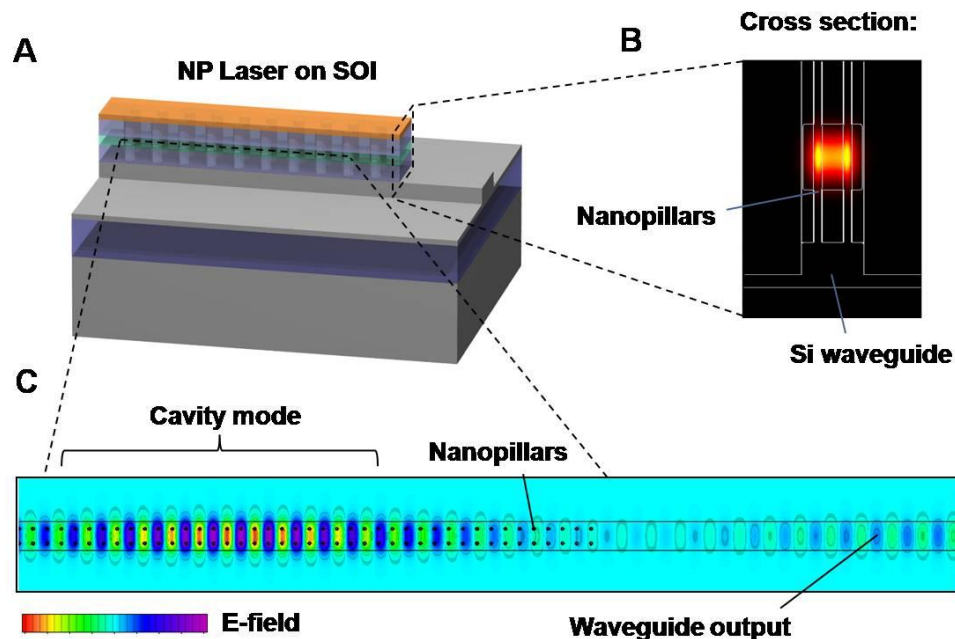 A
NP Laser on SOI
B
Cross section:
Nanopillars
Si waveguide
C
Cavity mode
Nanopillars
E-field
Waveguide output